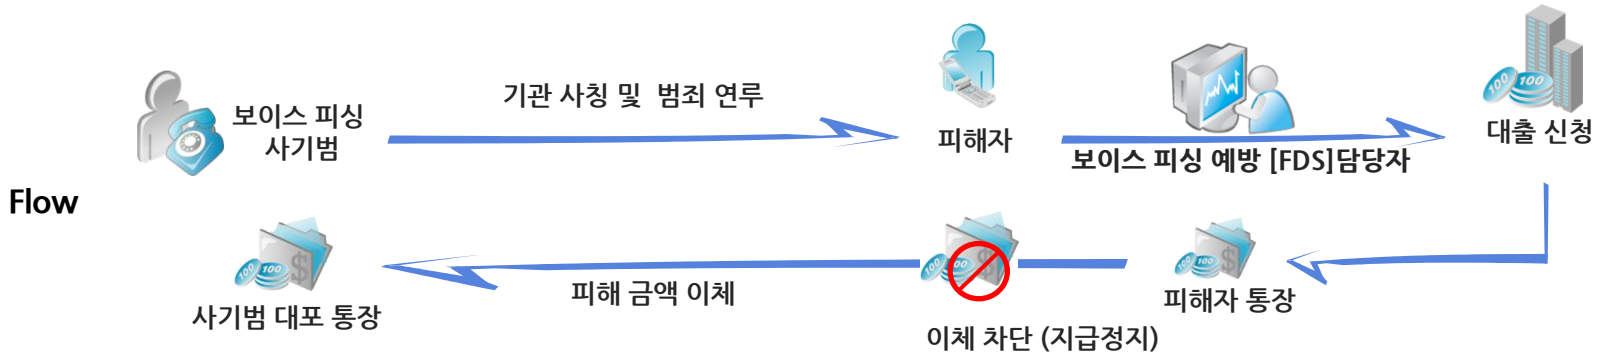 기관 사칭 및 범죄 연루
보이스 피싱
사기범
피해자
보이스 피싱 예방 [FDS]담당자
대출 신청
Flow
사기범 대포 통장
피해 금액 이체
이체 차단 (지급정지)
피해자 통장